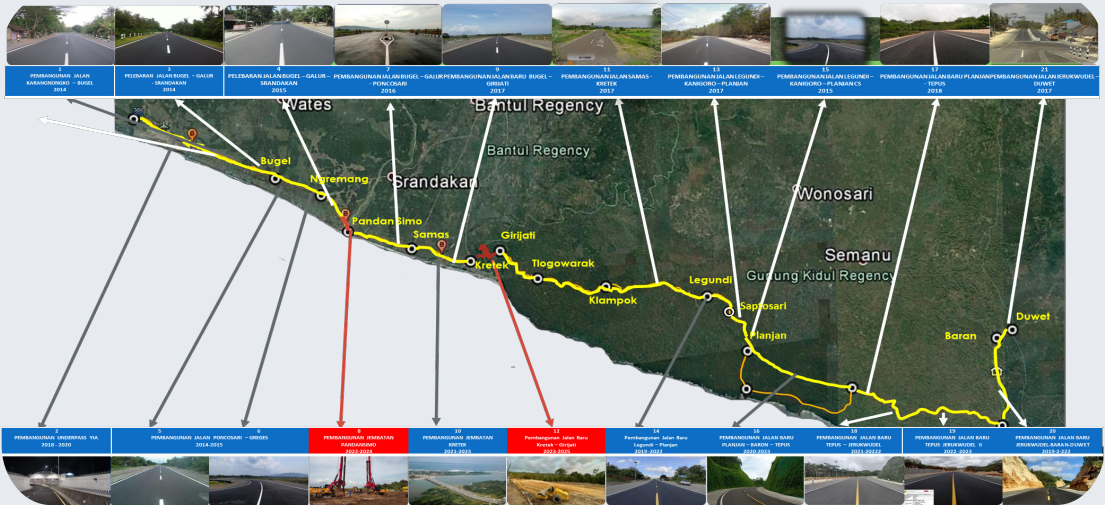 1
PEMBANGUNAN JALAN
KARANGNONGKO – BUGEL
2014
3
PELEBARAN JALAN BUGEL – GALUR
SRANDAKAN
2014
4
PELEBARAN JALAN BUGEL – GALUR –
SRANDAKAN
2015
7
PEMBANGUNAN JALAN BUGEL – GALUR
- PONCOSARI
2016
9
PEMBANGUNAN JALAN BARU BUGEL –
GIRIJATI
2017
11
PEMBANGUNAN JALAN SAMAS -
KRETEK
2017
13
PEMBANGUNAN JALAN LEGUNDI –
KANIGORO – PLANJAN
2017
15
PEMBANGUNAN JALAN LEGUNDI –
KANIGORO – PLANJAN CS
2017
17
PEMBANGUNAN JALAN BARU PLANJAN
- TEPUS
2018
21
PEMBANGUNAN JALAN JERUKWUDEL –
DUWET
2017
Wates
Bantul Regency
Bantul Regency
Bugel
Ngremang
Srandakan
Wonosari
Pandan Simo
Samas
Girijati
Kretek
Tlogowarak
Semanu
Gunung Kidul Regency
Klampok
Legundi
Saptosari
Planjan
Baran
Duwet
2
PEMBANGUNAN UNDERPASS YIA
2018 - 2020
5
6
PEMBANGUNAN JALAN PONCOSARI – GREGES
2014-2015
8
PEMBANGUNAN JEMBATAN
PANDANSIMO
2023-2024
10
PEMBANGUNAN JEMBATAN
KRETEK
2021-2023
12
Pembangunan Jalan Baru
Kretek – Girijati
2023-2025
14
Pembangunan Jalan Baru
Legundi – Planjan
2019 -2022
16
PEMBANGUNAN JALAN BARU
PLANJAN – BARON – TEPUS
2020-2023
18
PEMBANGUNAN JALAN BARU
TEPUS – JERUKWUDEL
2021-20222
19
PEMBANGUNAN JALAN BARU
TEPUS JERUKWUDEL II
2022 -2023
20
PEMBANGUNAN JALAN BARU
JERUKWUDEL-BARAN-DUWET
2019-2-222